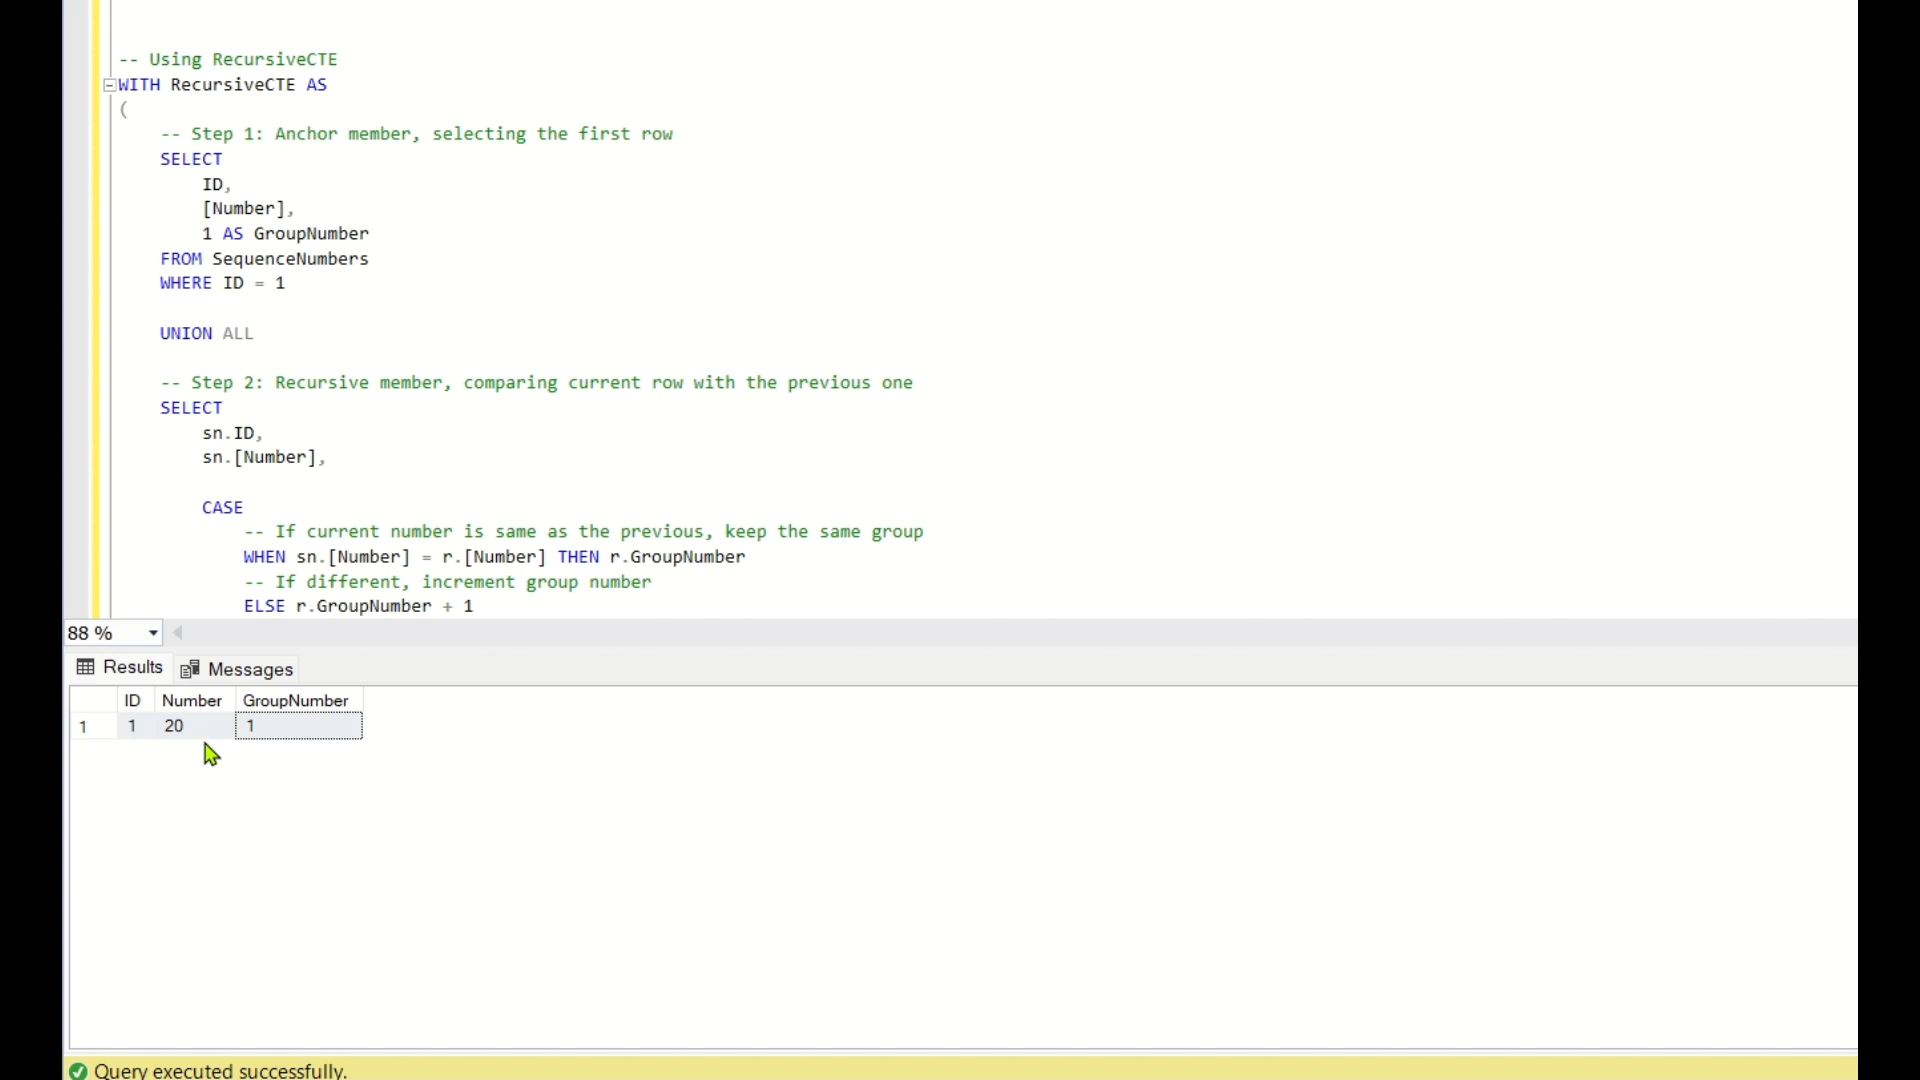 -- Using RecursiveCTE
WITH RecursiveCTE AS
(
-- Step 1: Anchor member, selecting the first row
SELECT
ID,
[Number],
1 AS GroupNumber
FROM SequenceNumbers
WHERE ID = 1
UNION ALL
-- Step 2: Recursive member, comparing current row with the previous one
SELECT
sn.ID,
sn.[Number],
CASE
-- If current number is same as the previous, keep the same group
WHEN sn.[Number] = r.[Number] THEN r.GroupNumber
-- If different, increment group number
ELSE r.GroupNumber + 1
88 %
Results Messages
ID Number GroupNumber
1 1 20 1
Query executed successfully.